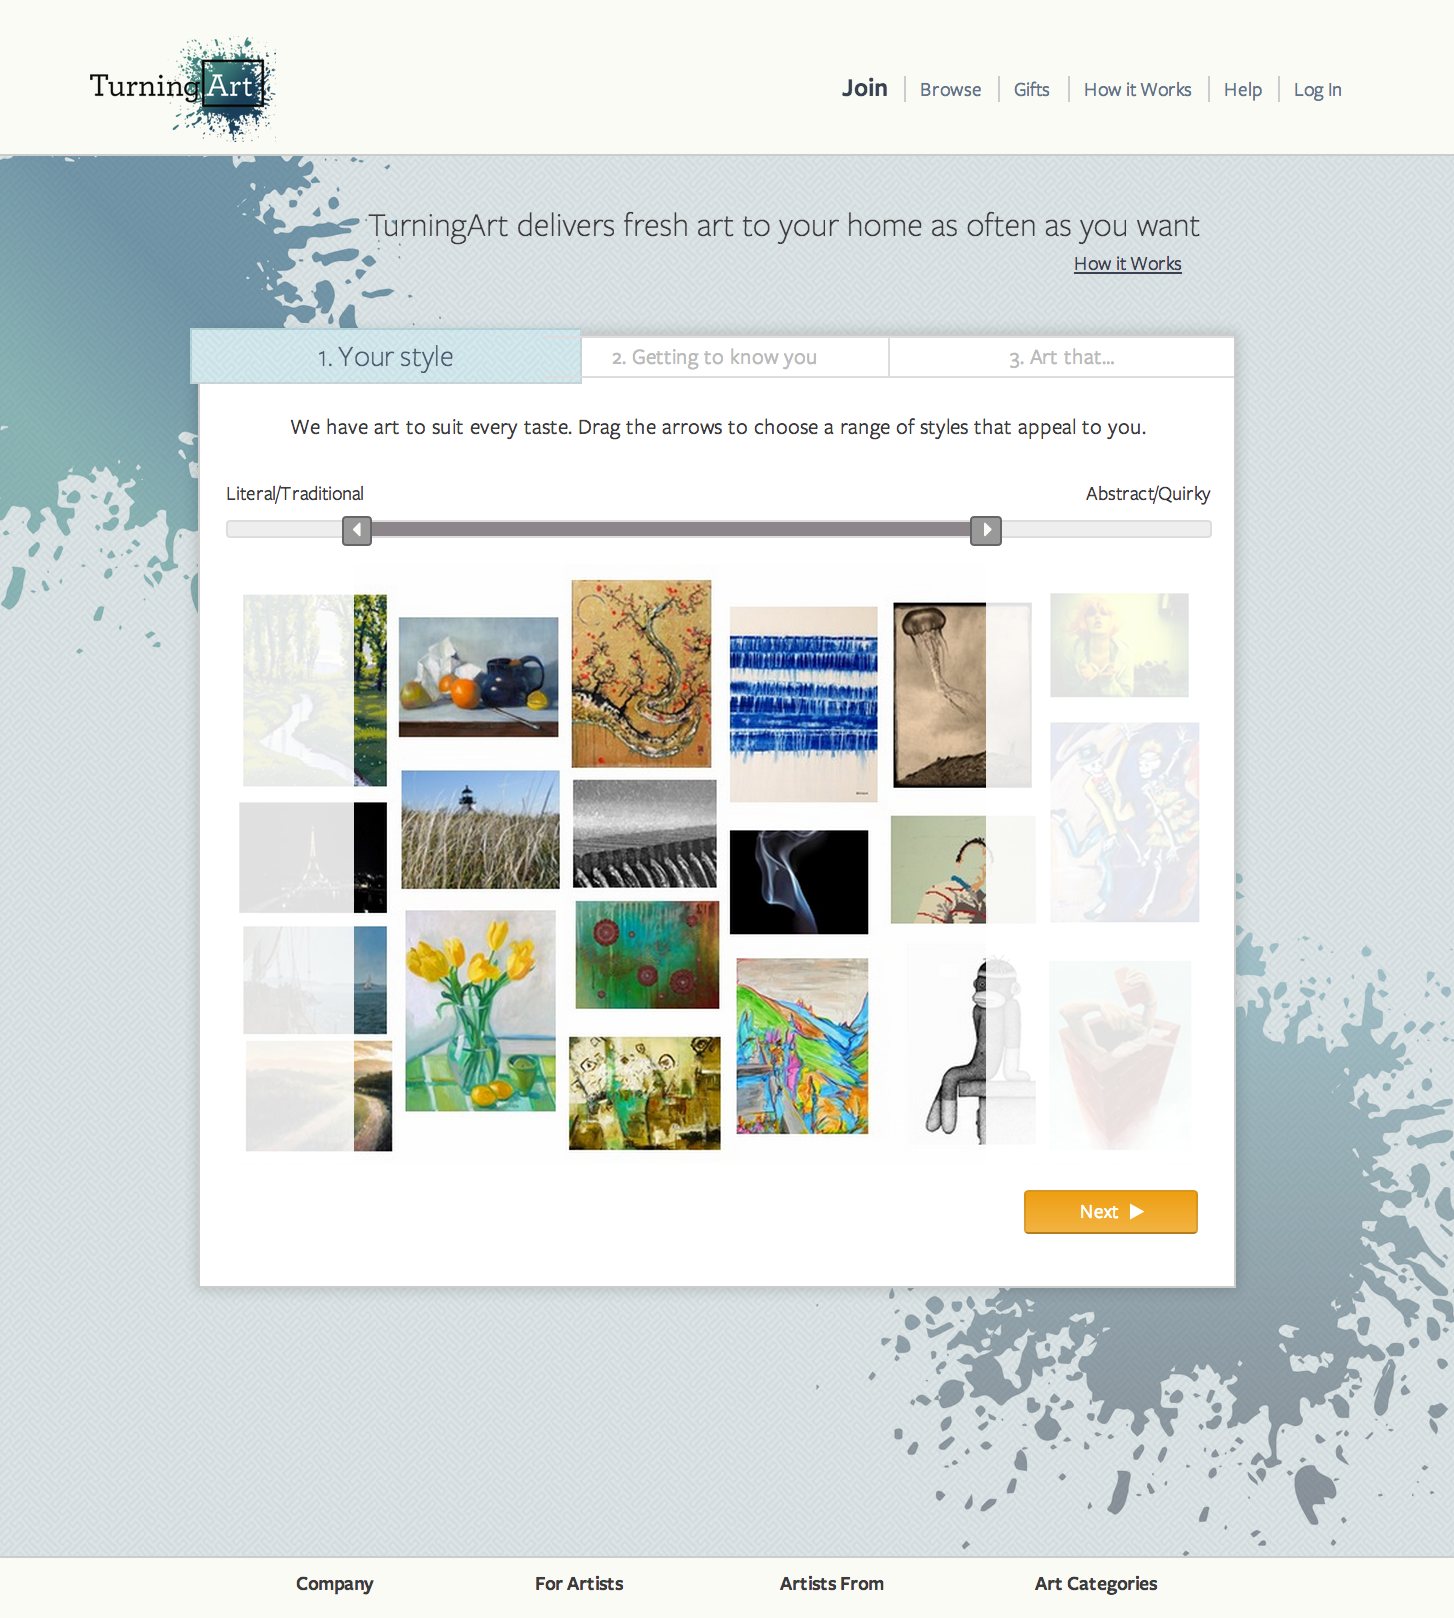 TurningArt
Join
Browse
Gifts
How it Works
Help
Log In
TurningArt delivers fresh art to your home as often as you want
How it Works
1. Your style
2. Getting to know you
3. Art that...
We have art to suit every taste. Drag the arrows to choose a range of styles that appeal to you.
Literal/Traditional
Abstract/Quirky
Next
Company
For Artists
Artists From
Art Categories